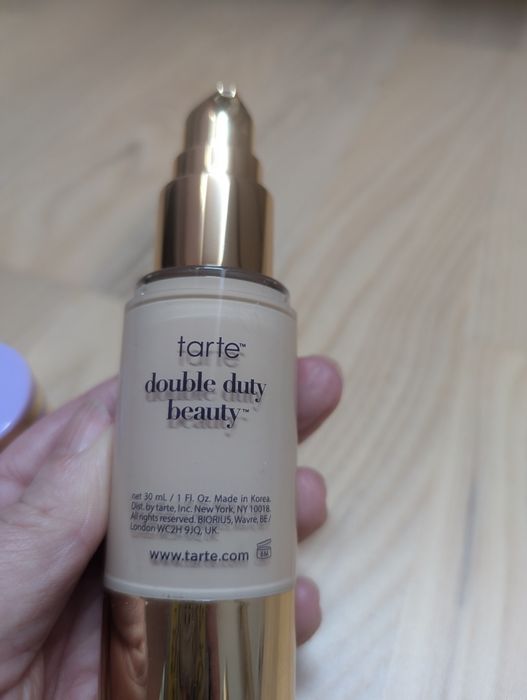 tarte™
double duty
beauty™
net 30 mL / 1 Fl. Oz. Made in Korea.
Dist. by tarte, Inc. New York, NY 10018.
All rights reserved. BIORIUS, Wavre, BE /
London WC2H 9JQ, UK.
www.tarte.com